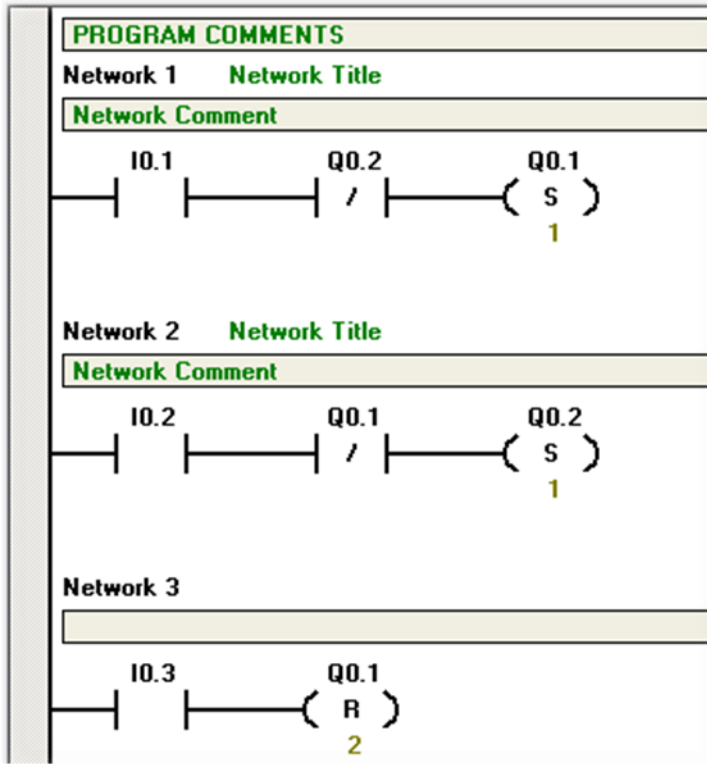 PROGRAM COMMENTS
Network 1 Network Title
Network Comment
I0.1 Q0.2 Q0.1
/ S
1
Network 2 Network Title
Network Comment
I0.2 Q0.1 Q0.2
/ S
1
Network 3
I0.3 Q0.1
R
2